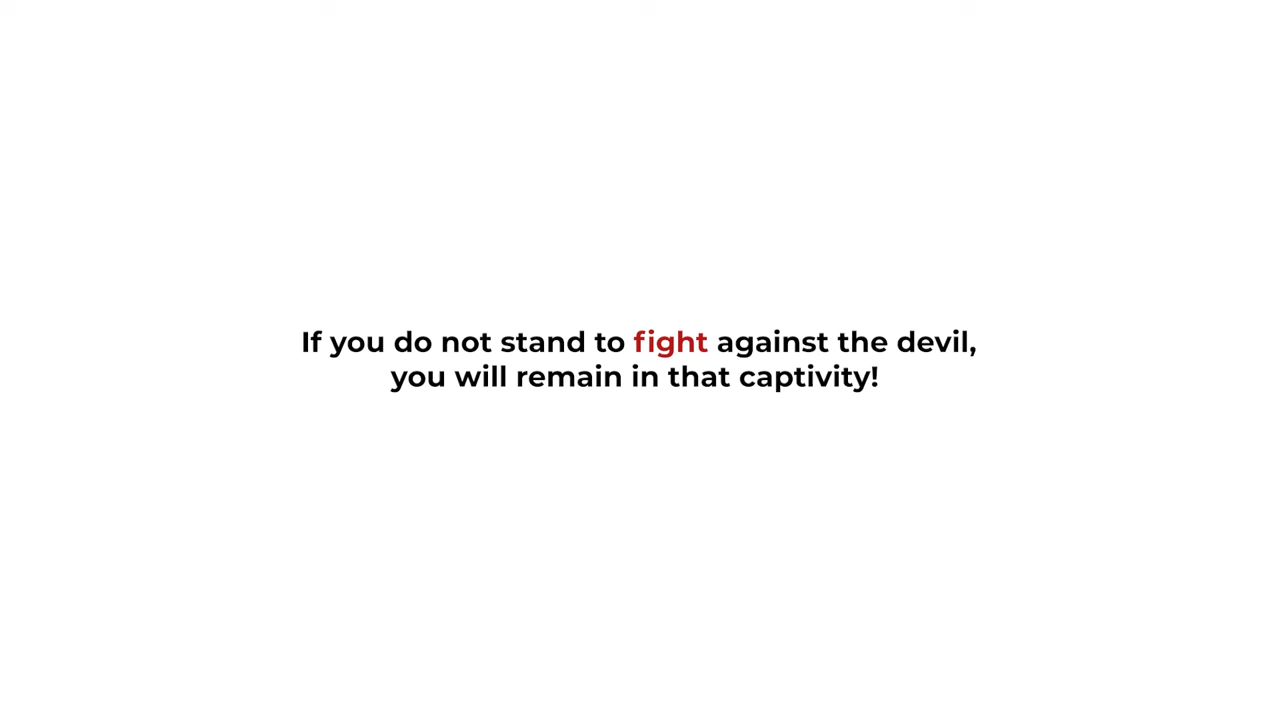 If you do not stand to fight against the devil,
you will remain in that captivity!